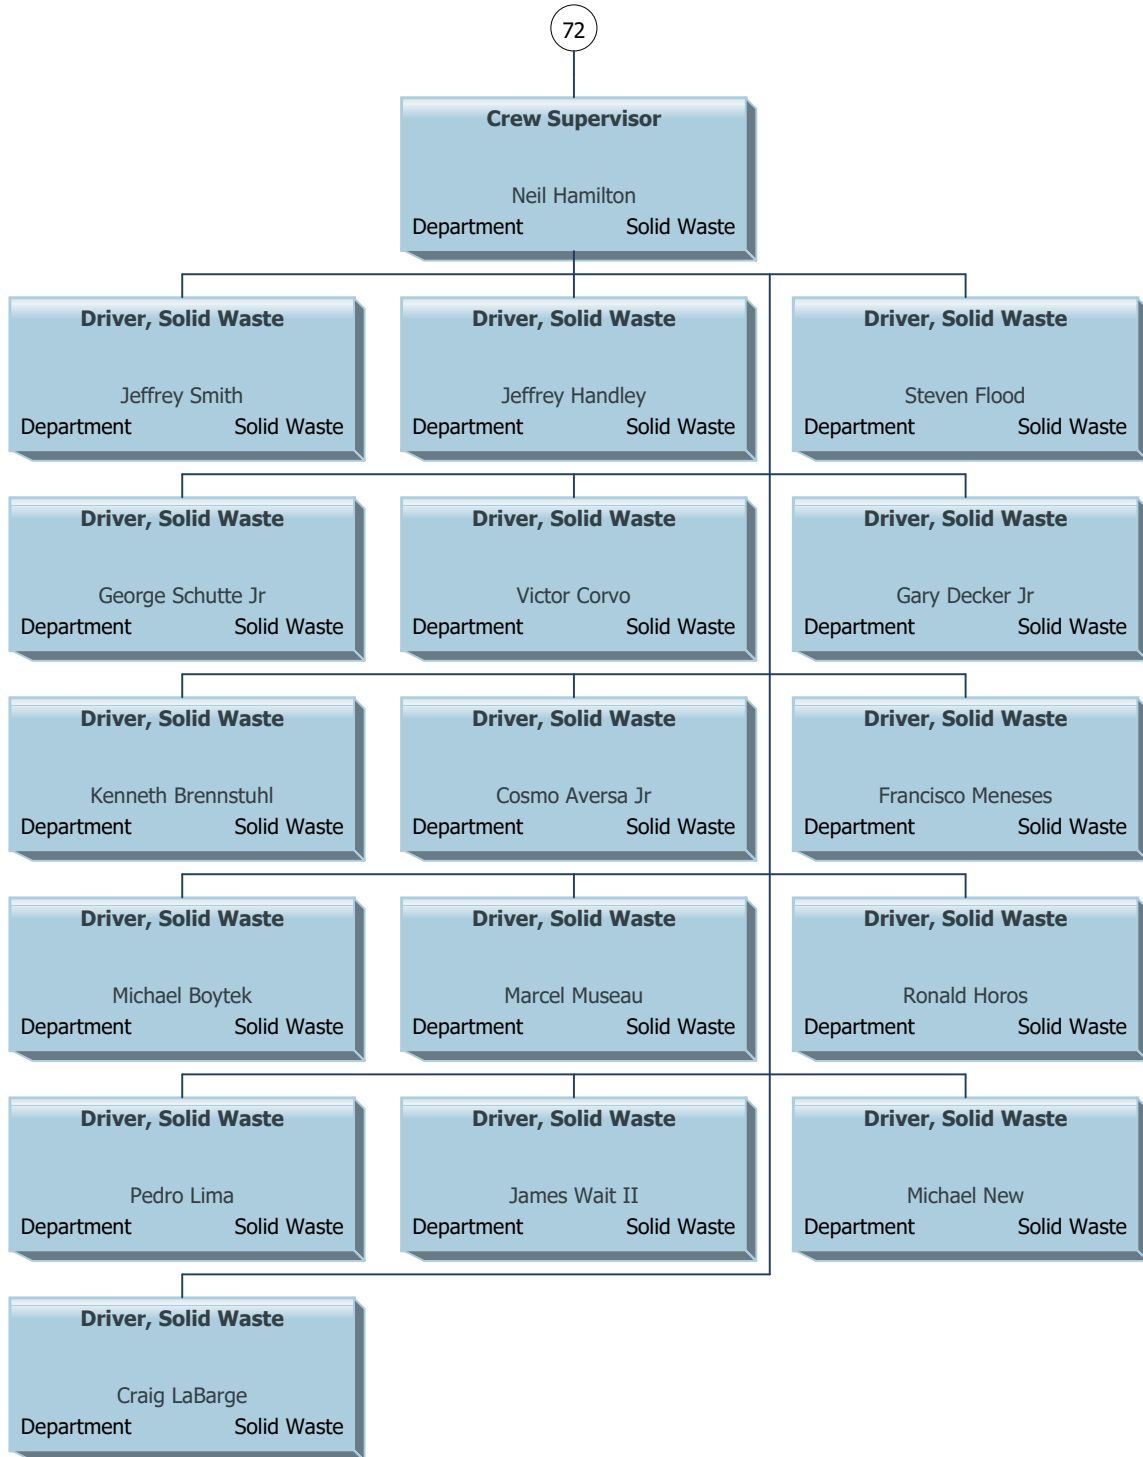 72
Crew Supervisor
Neil Hamilton
Department Solid Waste
Driver, Solid Waste
Jeffrey Smith
Department Solid Waste
Driver, Solid Waste
Jeffrey Handley
Department Solid Waste
Driver, Solid Waste
Steven Flood
Department Solid Waste
Driver, Solid Waste
George Schutte Jr
Department Solid Waste
Driver, Solid Waste
Victor Corvo
Department Solid Waste
Driver, Solid Waste
Gary Decker Jr
Department Solid Waste
Driver, Solid Waste
Kenneth Brennstuhl
Department Solid Waste
Driver, Solid Waste
Cosmo Aversa Jr
Department Solid Waste
Driver, Solid Waste
Francisco Meneses
Department Solid Waste
Driver, Solid Waste
Michael Boytek
Department Solid Waste
Driver, Solid Waste
Marcel Museau
Department Solid Waste
Driver, Solid Waste
Ronald Horos
Department Solid Waste
Driver, Solid Waste
Pedro Lima
Department Solid Waste
Driver, Solid Waste
James Wait II
Department Solid Waste
Driver, Solid Waste
Michael New
Department Solid Waste
Driver, Solid Waste
Craig LaBarge
Department Solid Waste